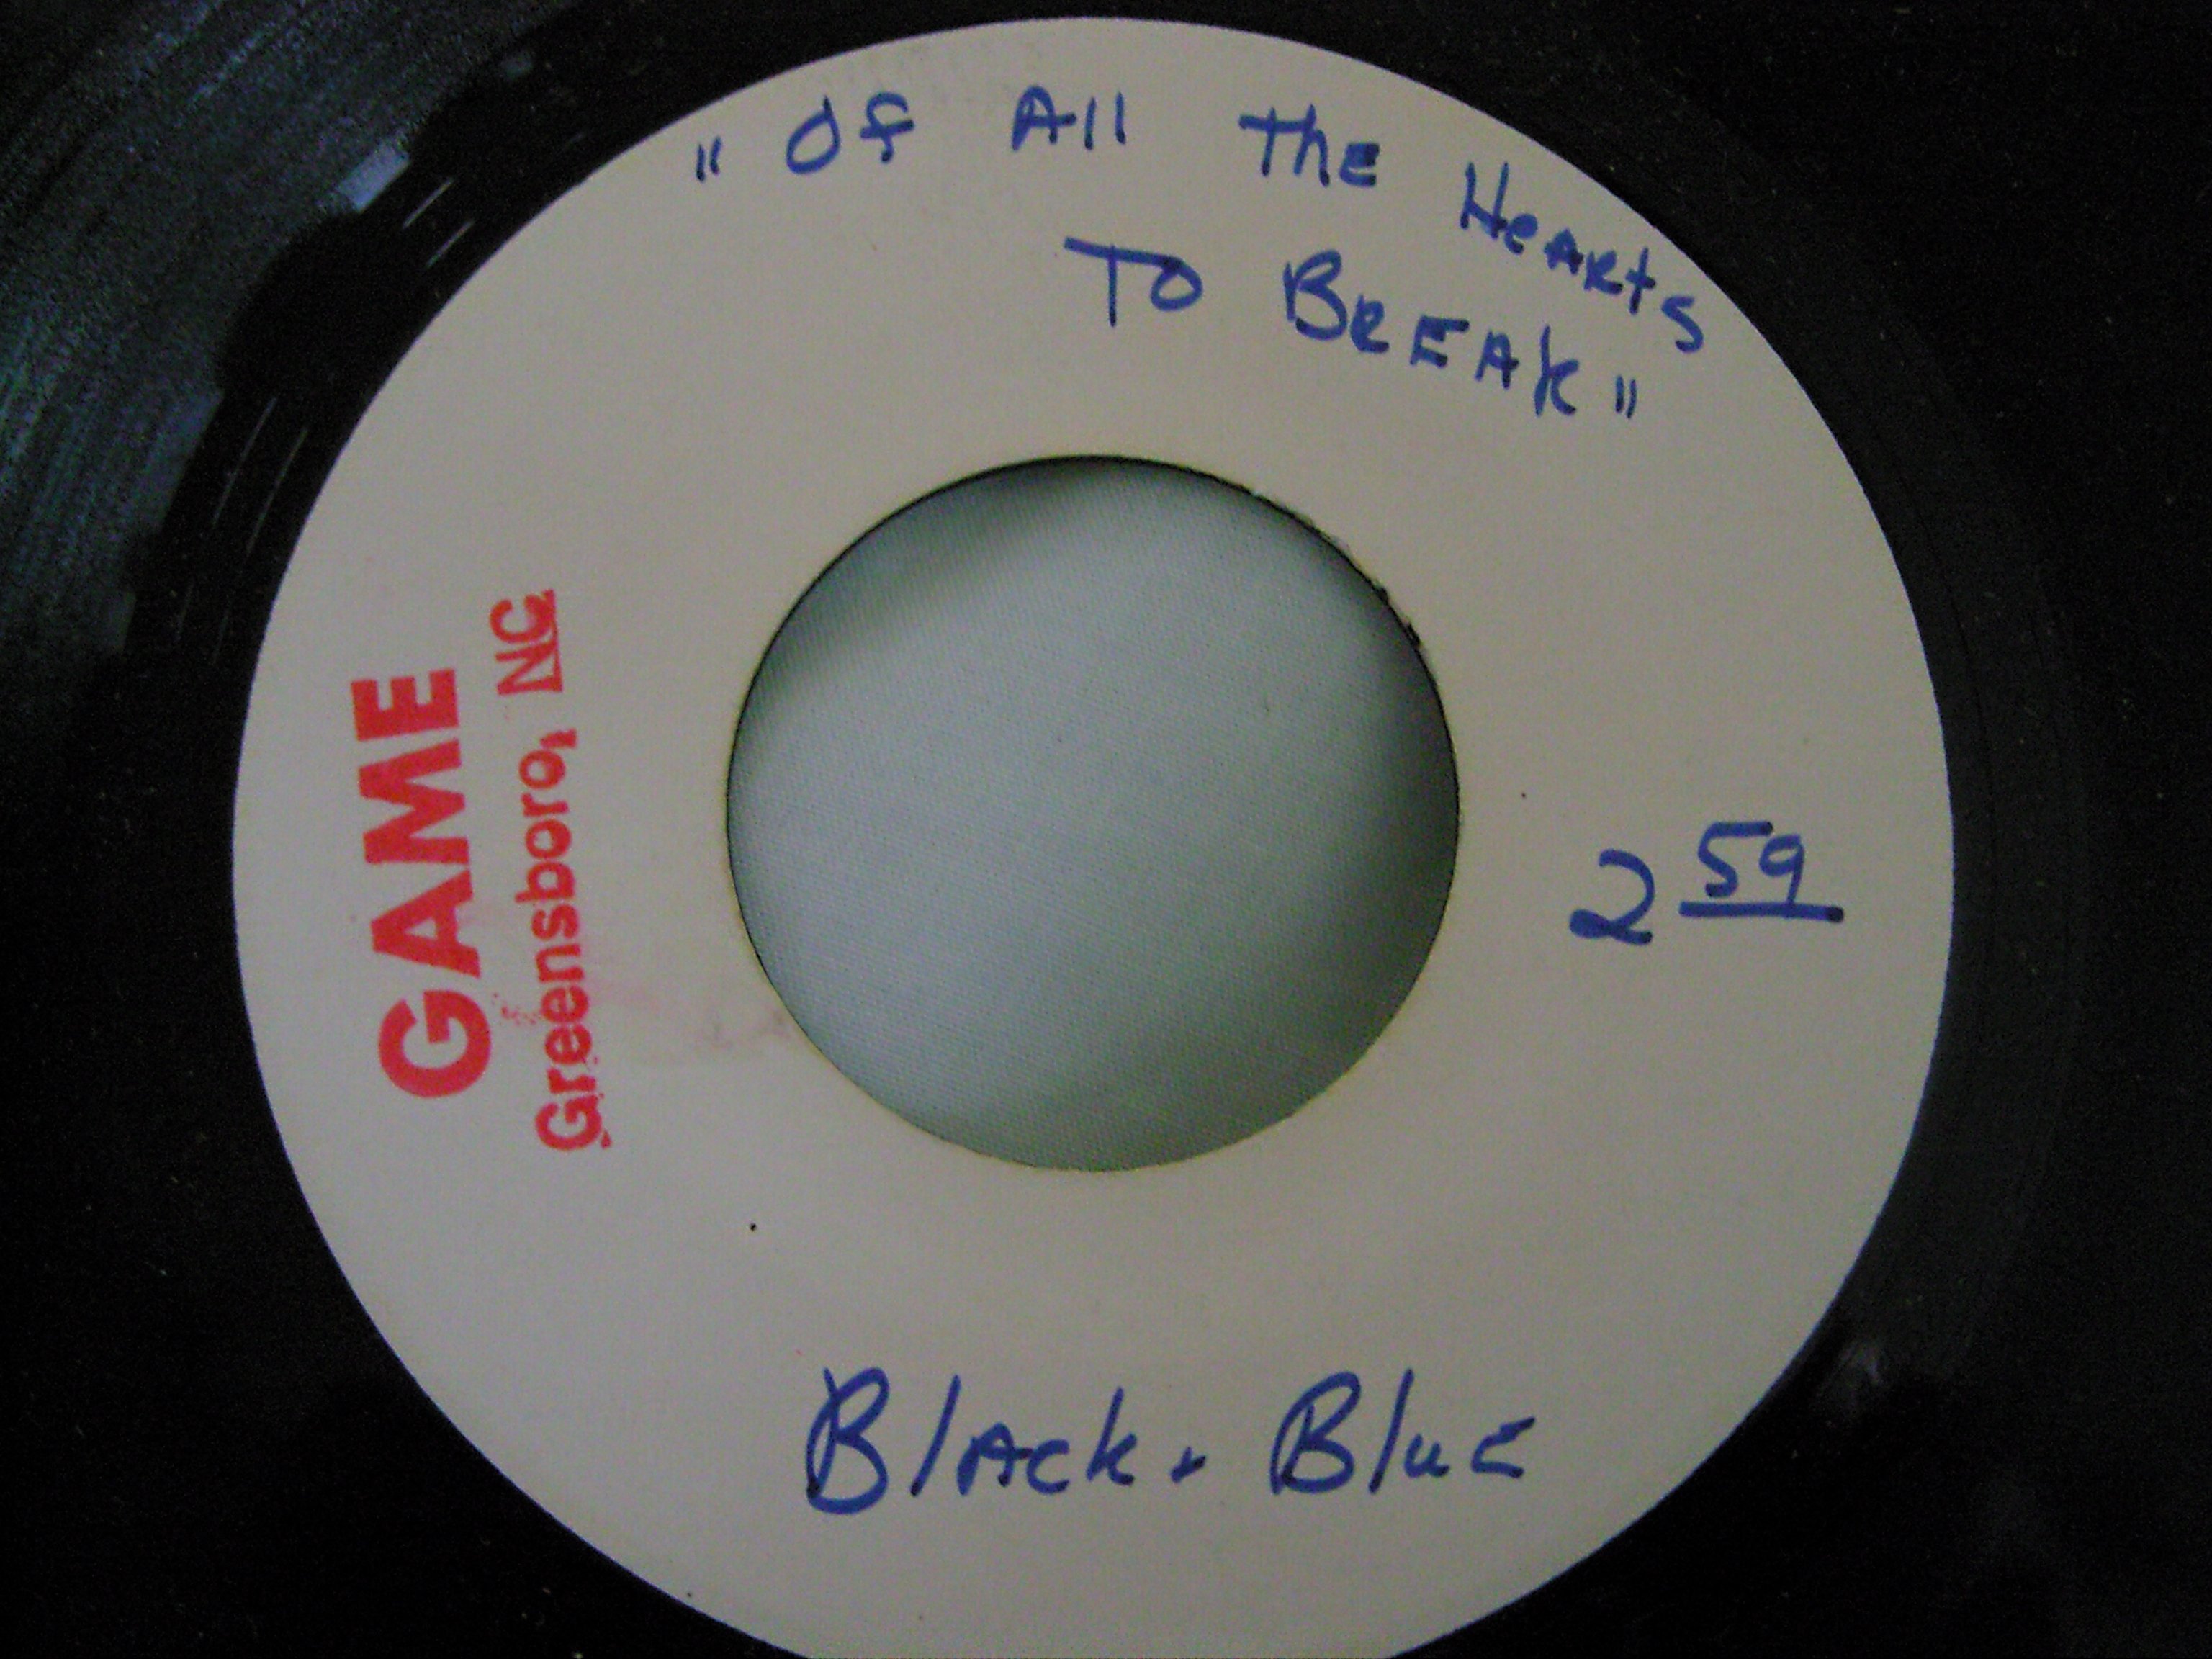 "Of All The Hearts
To Break"
GAME
Greensboro, NC
2 59
Black + Blue